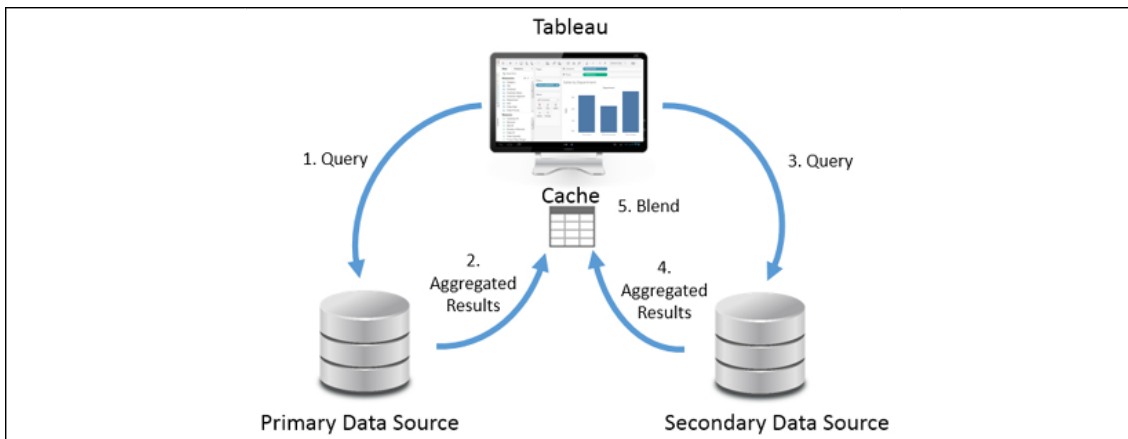 Tableau
1. Query
3. Query
Cache
5. Blend
2.
Aggregated
Results
4.
Aggregated
Results
Primary Data Source
Secondary Data Source